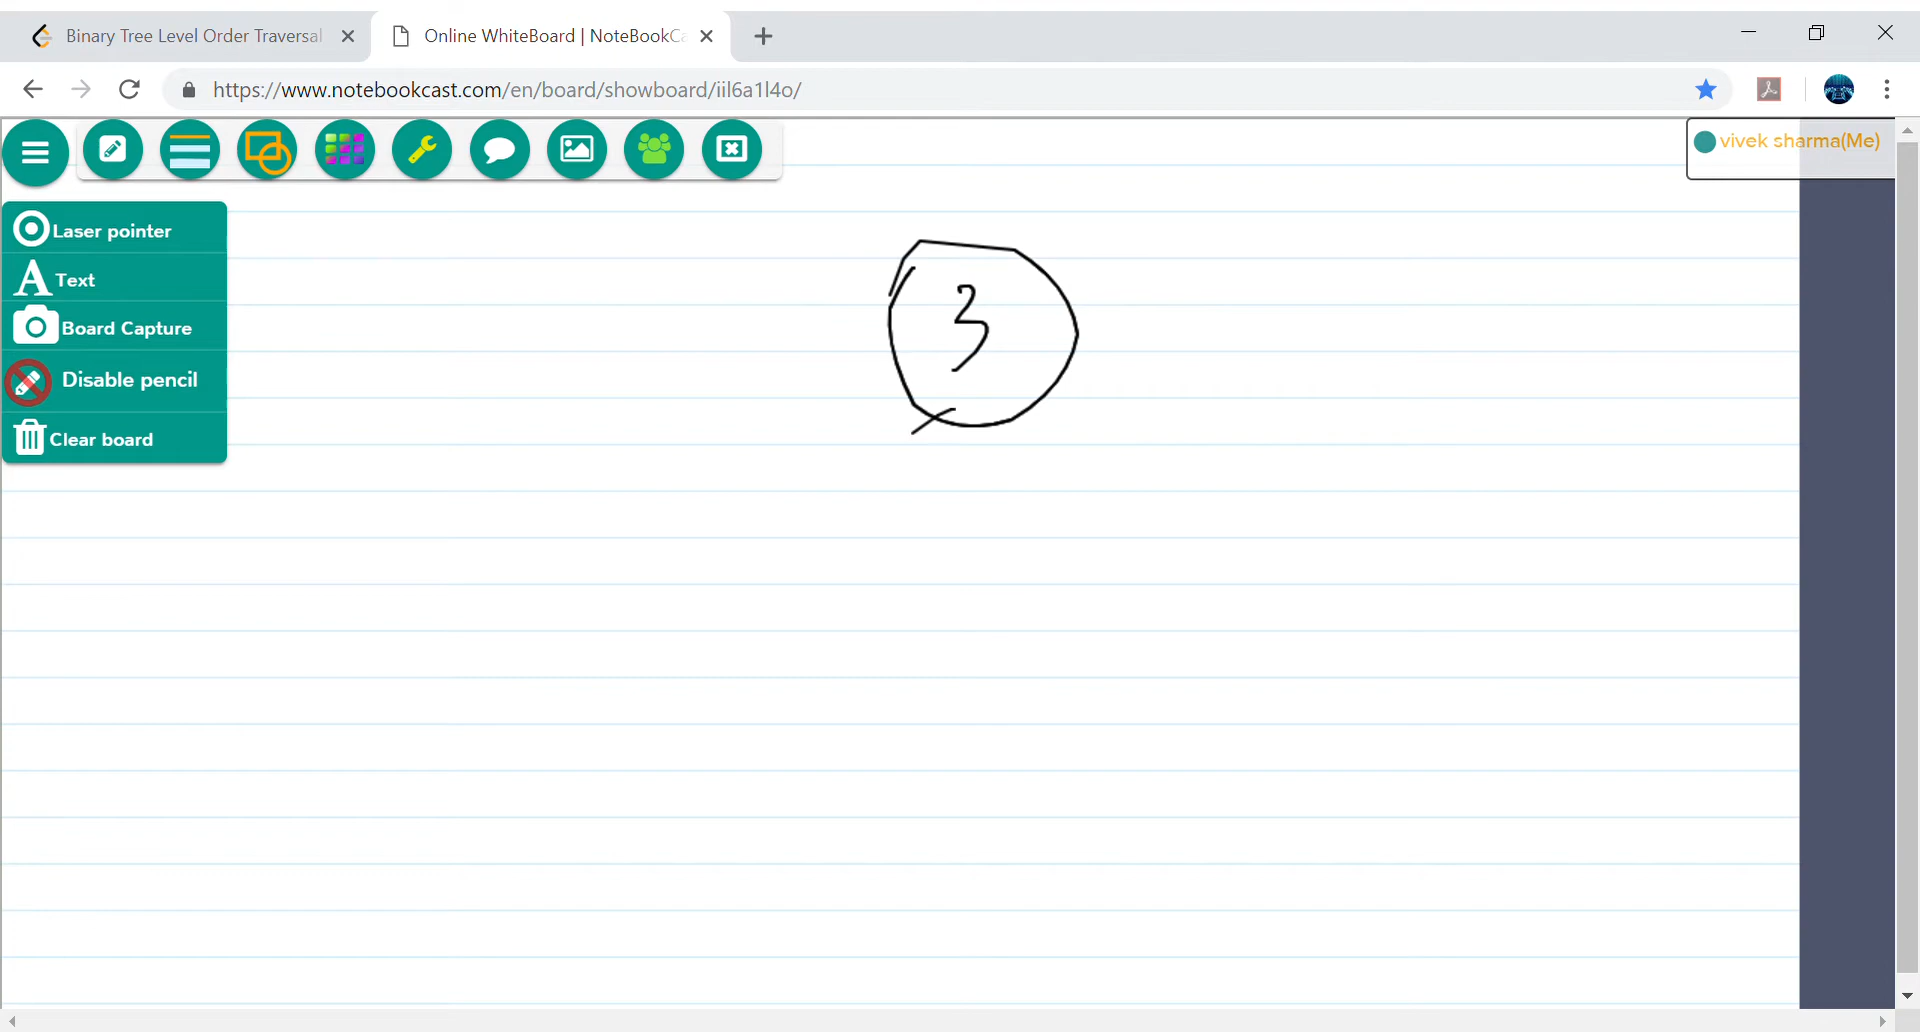 Binary Tree Level Order Traversal
Online WhiteBoard | NoteBookCa
https://www.notebookcast.com/en/board/showboard/iil6a1l4o/
vivek sharma(Me)
Laser pointer
A Text
Board Capture
Disable pencil
Clear board
3